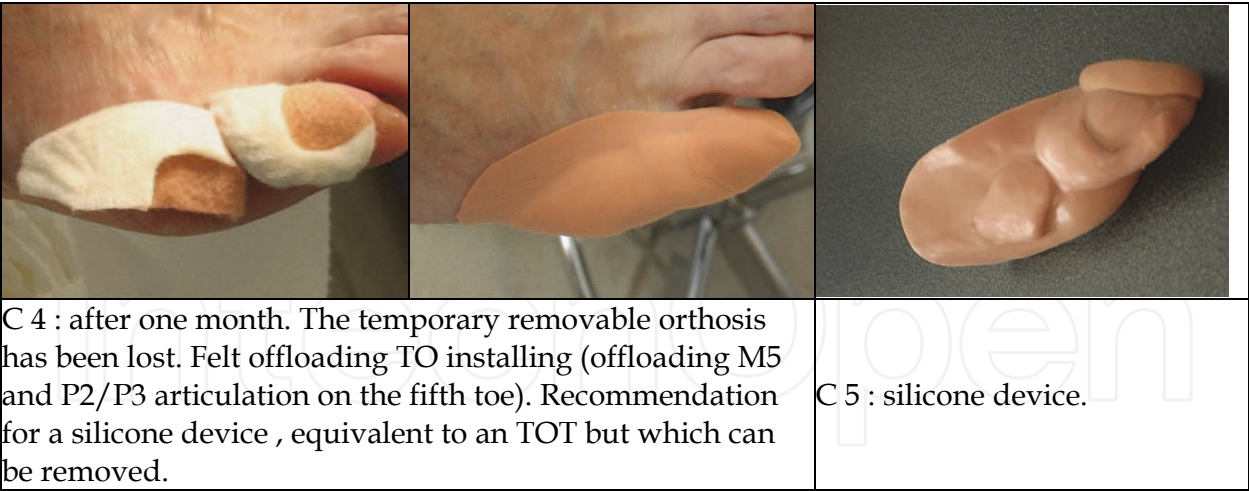 C 4 : after one month. The temporary removable orthosis
has been lost. Felt offloading TO installing (offloading M5
and P2/P3 articulation on the fifth toe). Recommendation
for a silicone device , equivalent to an TOT but which can
be removed.
C 5 : silicone device.
IntechOpen